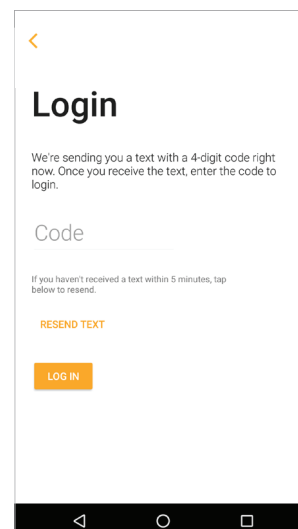 Login
We're sending you a text with a 4-digit code right
now. Once you receive the text, enter the code to
login.
Code
If you haven't received a text within 5 minutes, tap
below to resend.
RESEND TEXT
LOG IN